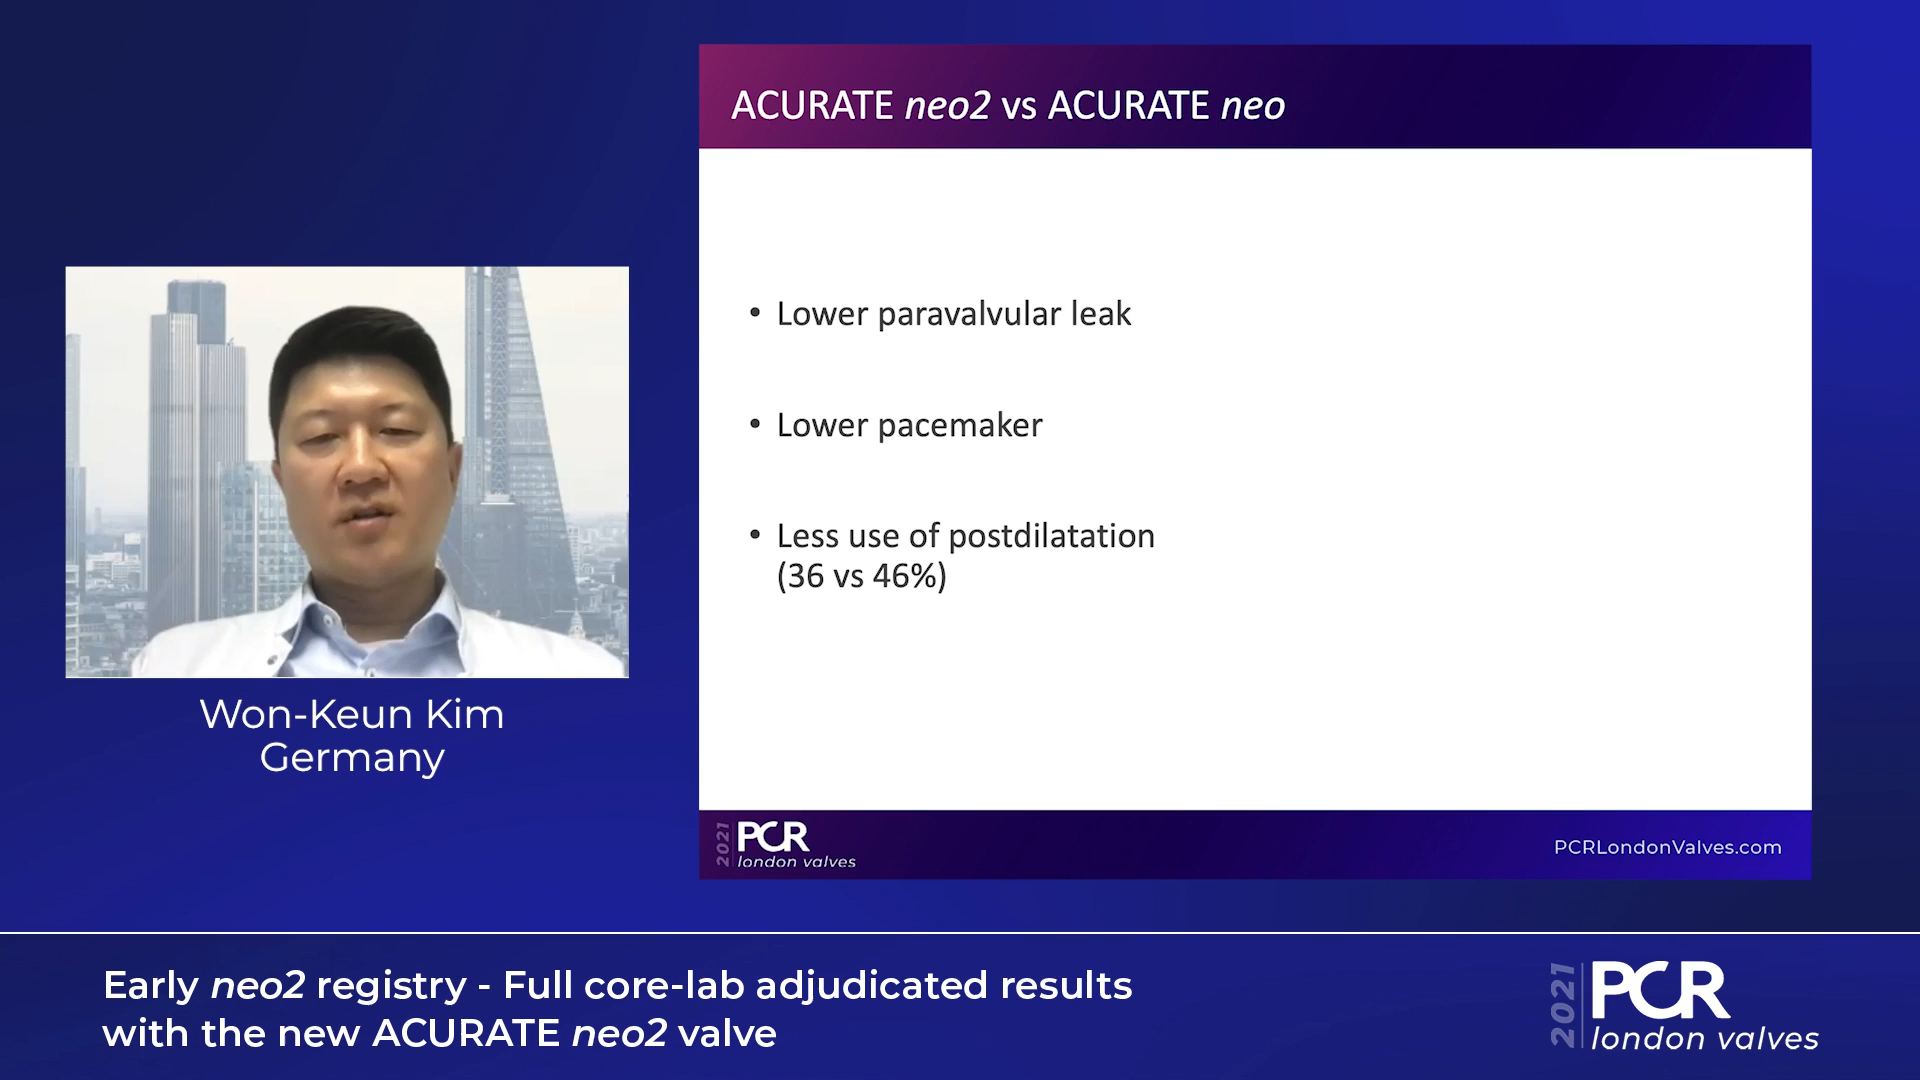 ACURATE neo2 vs ACURATE neo
• Lower paravalvular leak
• Lower pacemaker
• Less use of postdilatation
(36 vs 46%)
2021
PCR
london valves
PCRLondonValves.com
Won-Keun Kim
Germany
Early neo2 registry - Full core-lab adjudicated results
with the new ACURATE neo2 valve
2021
PCR
london valves